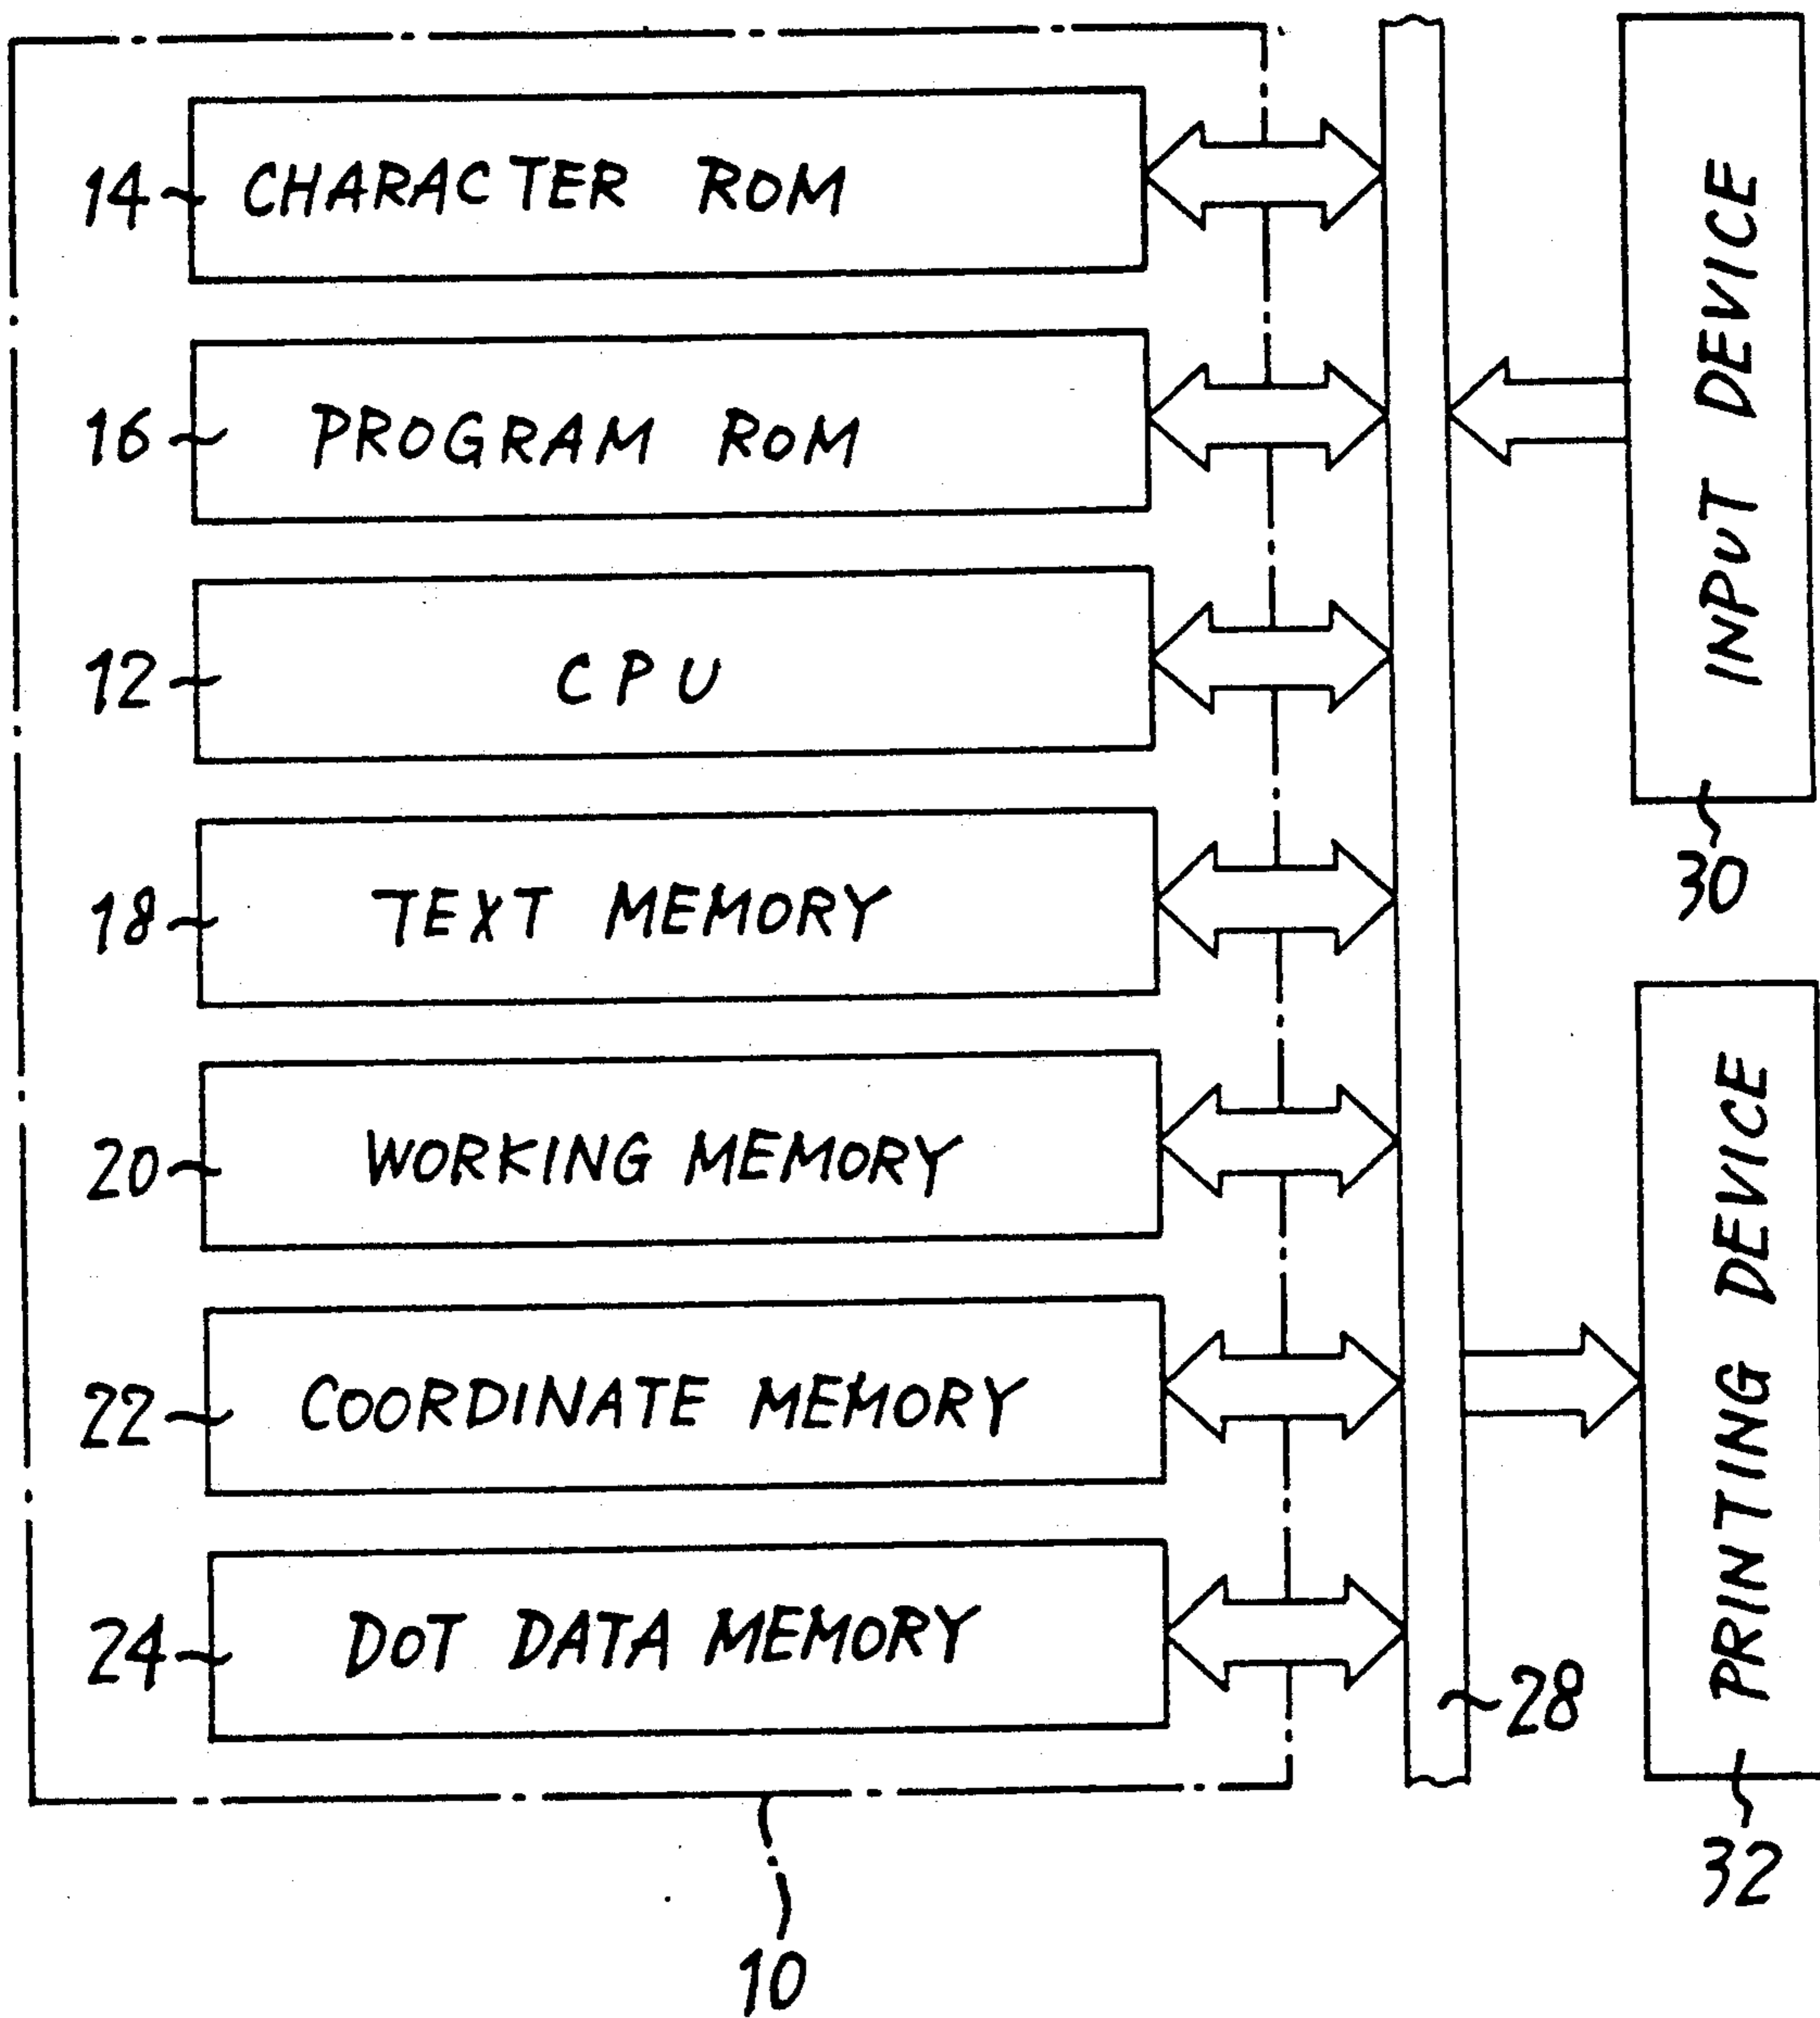 14 CHARACTER ROM
16 PROGRAM ROM
12 CPU
18 TEXT MEMORY
20 WORKING MEMORY
22 COORDINATE MEMORY
24 DOT DATA MEMORY
10
28
INPUT DEVICE
30
PRINTING DEVICE
32